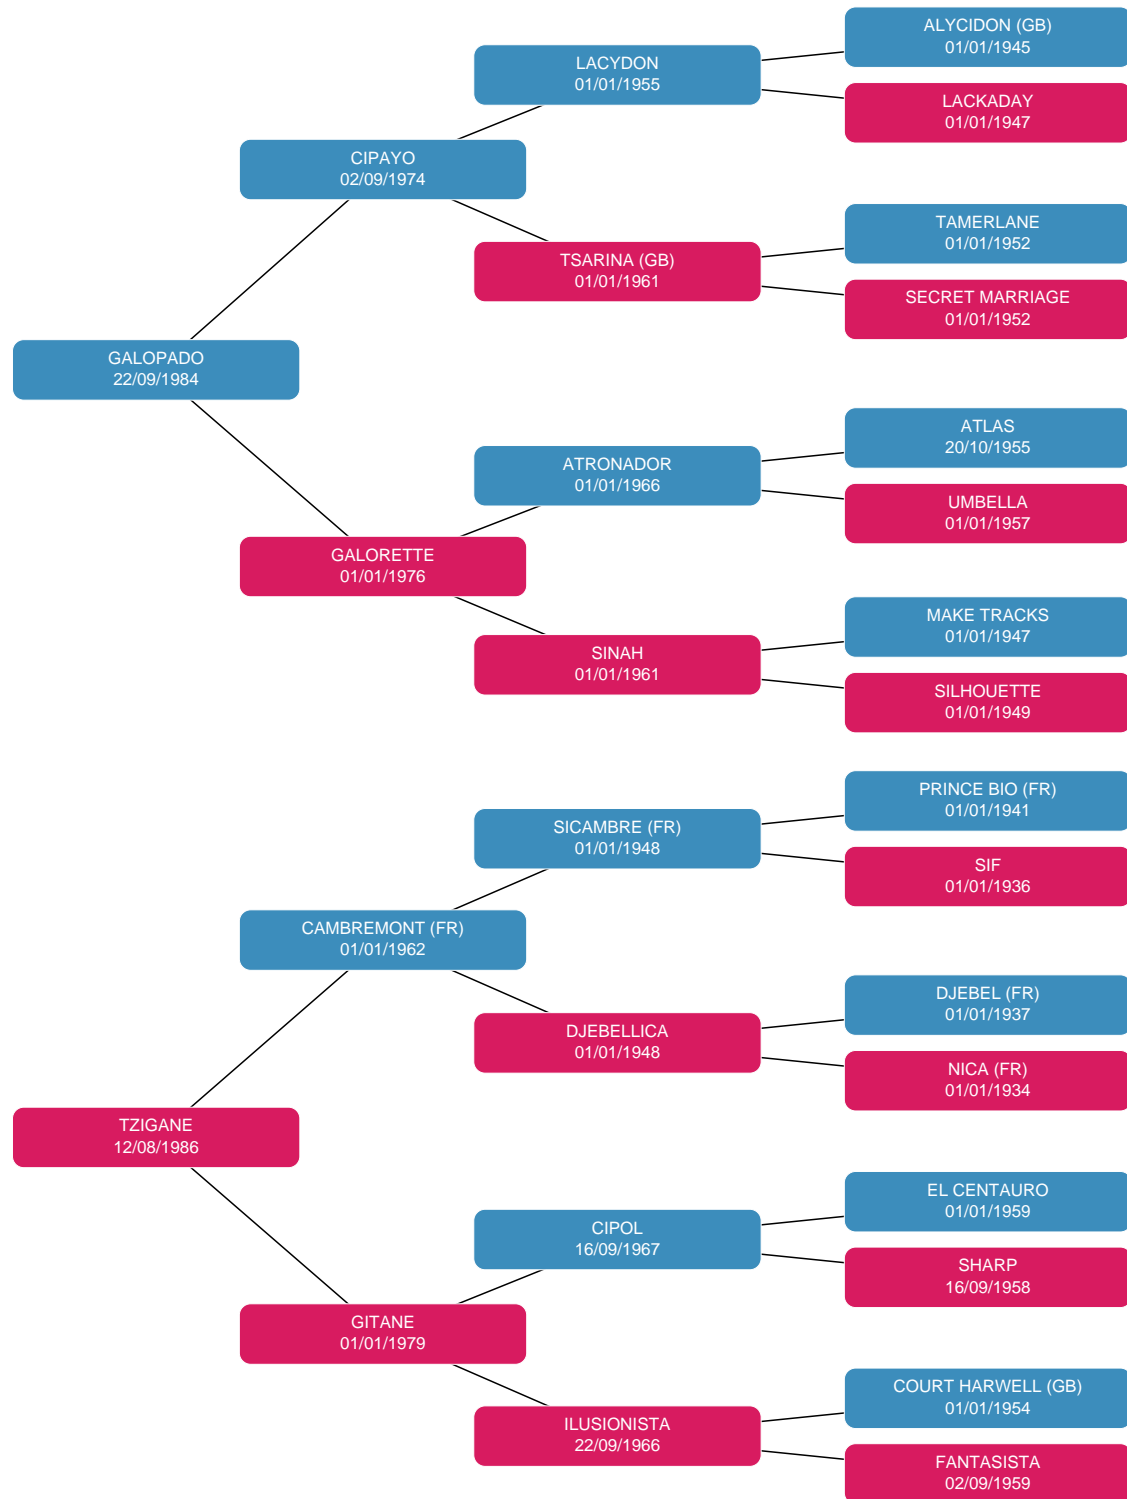 ALYCIDON (GB)
01/01/1945
LACYDON
01/01/1955
LACKADAY
01/01/1947
CIPAYO
02/09/1974
TAMERLANE
01/01/1952
TSARINA (GB)
01/01/1961
SECRET MARRIAGE
01/01/1952
GALOPADO
22/09/1984
ATLAS
20/10/1955
ATRONADOR
01/01/1966
UMBELLA
01/01/1957
GALORETTE
01/01/1976
MAKE TRACKS
01/01/1947
SINAH
01/01/1961
SILHOUETTE
01/01/1949
PRINCE BIO (FR)
01/01/1941
SICAMBRE (FR)
01/01/1948
SIF
01/01/1936
CAMBREMONT (FR)
01/01/1962
DJEBEL (FR)
01/01/1937
DJEBELLICA
01/01/1948
NICA (FR)
01/01/1934
TZIGANE
12/08/1986
EL CENTAURO
01/01/1959
CIPOL
16/09/1967
SHARP
16/09/1958
GITANE
01/01/1979
COURT HARWELL (GB)
01/01/1954
ILUSIONISTA
22/09/1966
FANTASISTA
02/09/1959